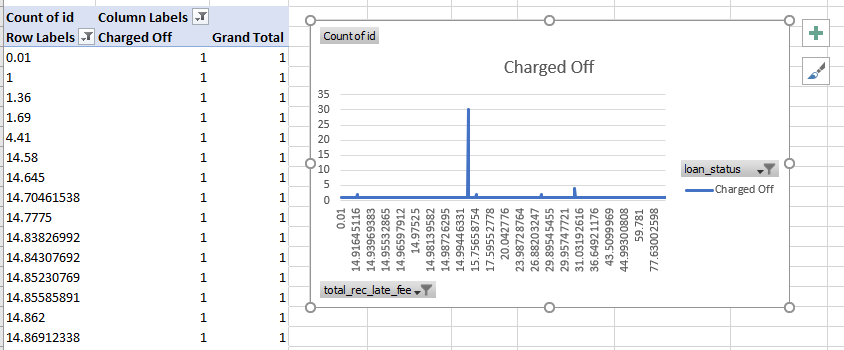 Count of id Column Labels
Row Labels Charged Off Grand Total
0.01 1 1
1 1 1
1.36 1 1
1.69 1 1
4.41 1 1
14.58 1 1
14.645 1 1
14.70461538 1 1
14.7775 1 1
14.83826992 1 1
14.84307692 1 1
14.85230769 1 1
14.85585891 1 1
14.862 1 1
14.86912338 1 1
Count of id
Charged Off
35
30
25
20
15
10
5
0
0.01
14.91645116
14.93969383
14.95532865
14.96597912
14.97525
14.98139582
14.98726295
14.99446331
15.75658754
17.59552778
20.042776
23.98728764
26.88203247
29.89545455
29.95747721
31.03192616
36.64921176
43.5099969
44.99300808
59.781
77.63002598
loan_status
Charged Off
total_rec_late_fee